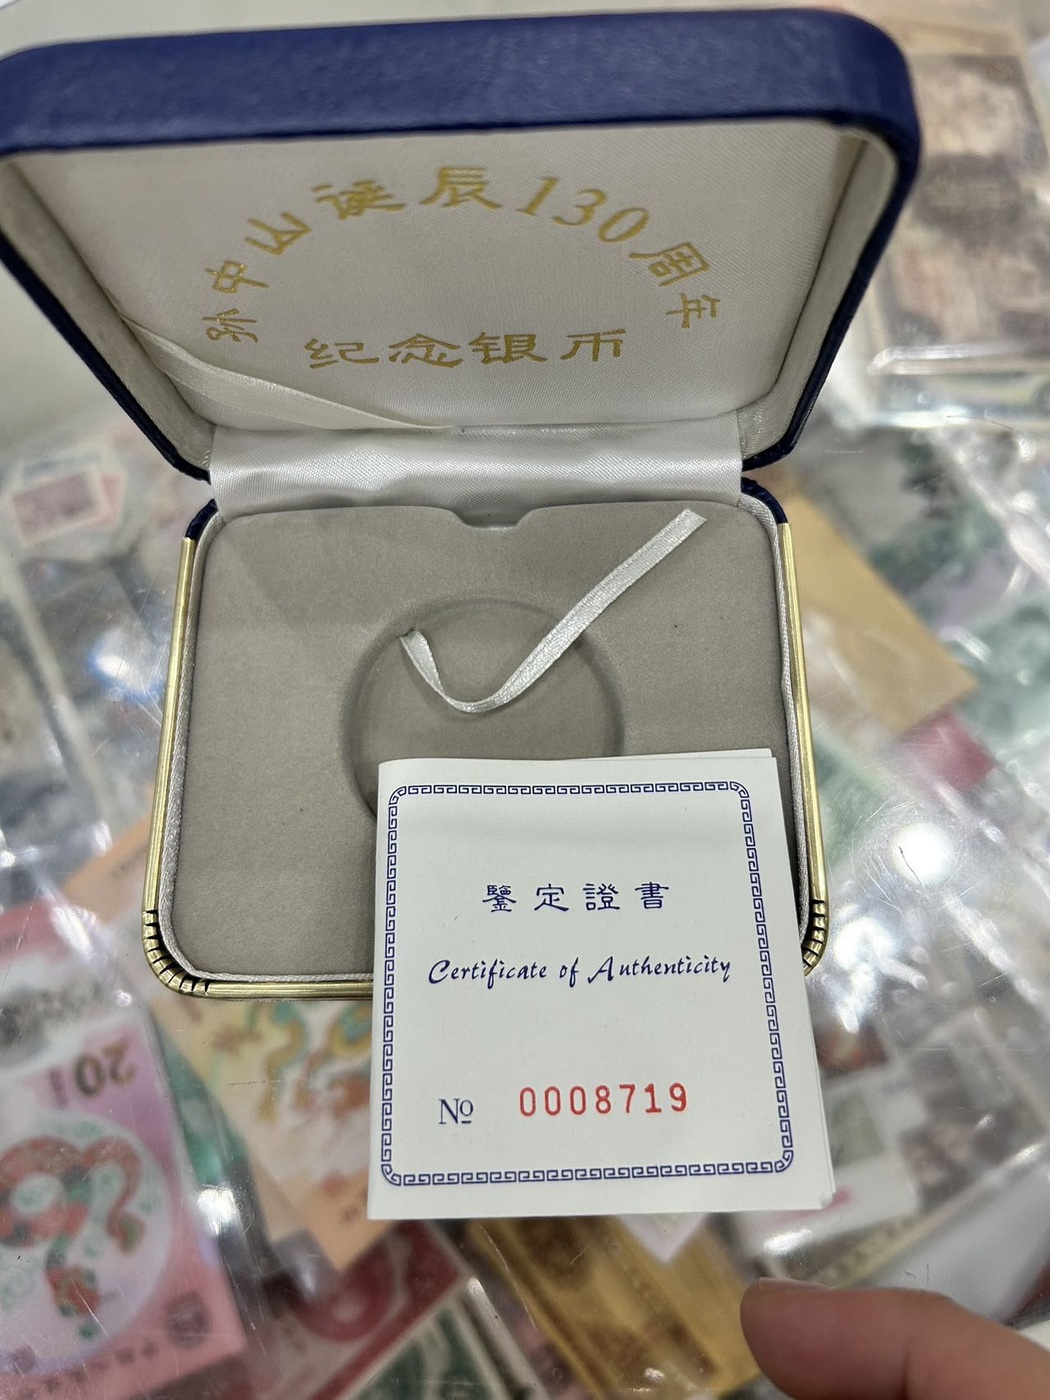 孙中山诞辰130周年
纪念银币
鑒定證書
Certificate of Authenticity
Nº 0008719
20